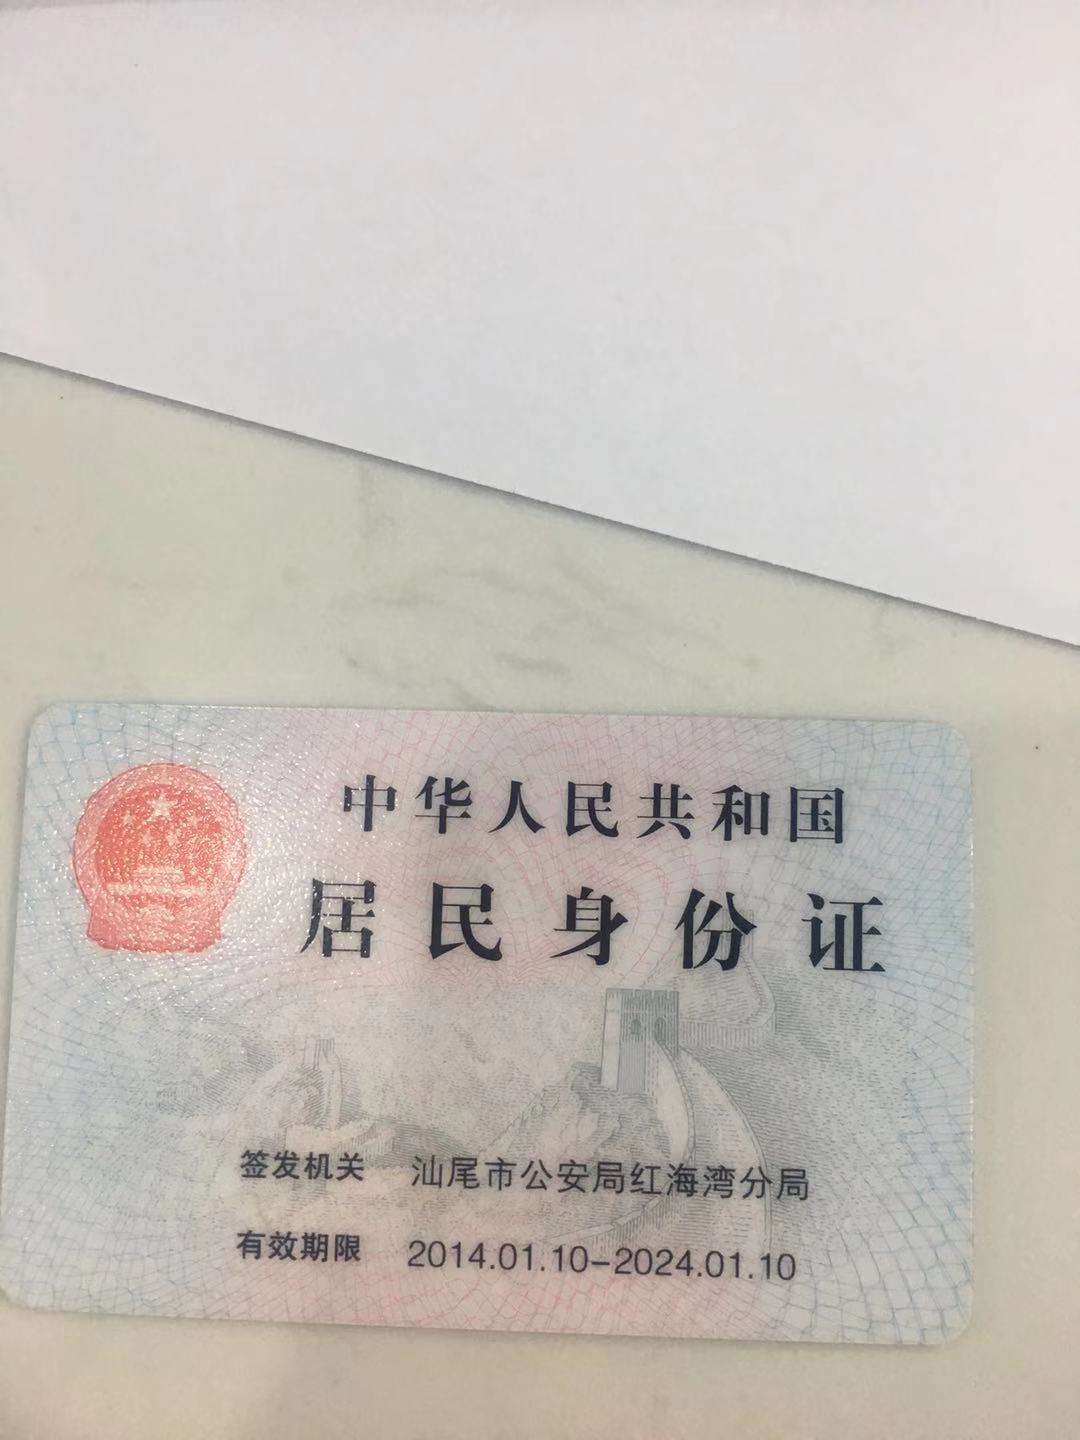 中华人民共和国
居民身份证
签发机关 汕尾市公安局红海湾分局
有效期限 2014.01.10-2024.01.10